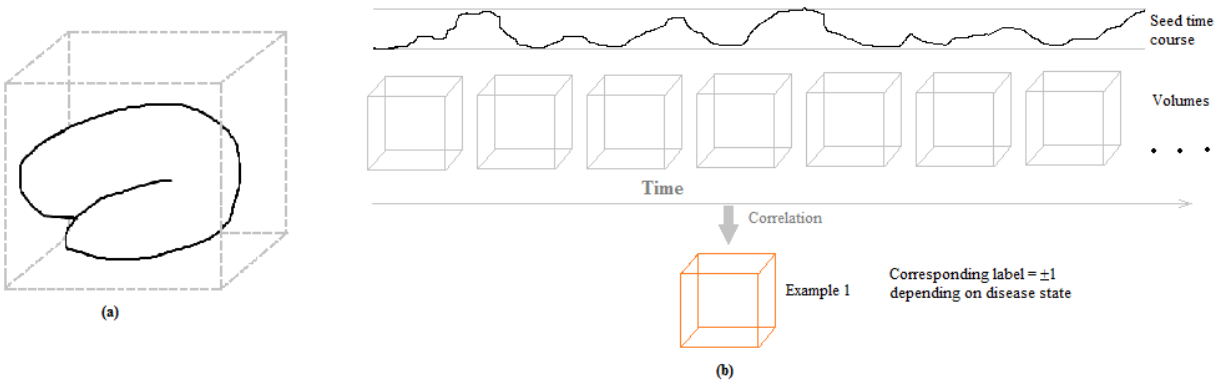 Seed time
course
Volumes
. . .
Time
Correlation
Example 1
Corresponding label = ±1
depending on disease state
(a)
(b)